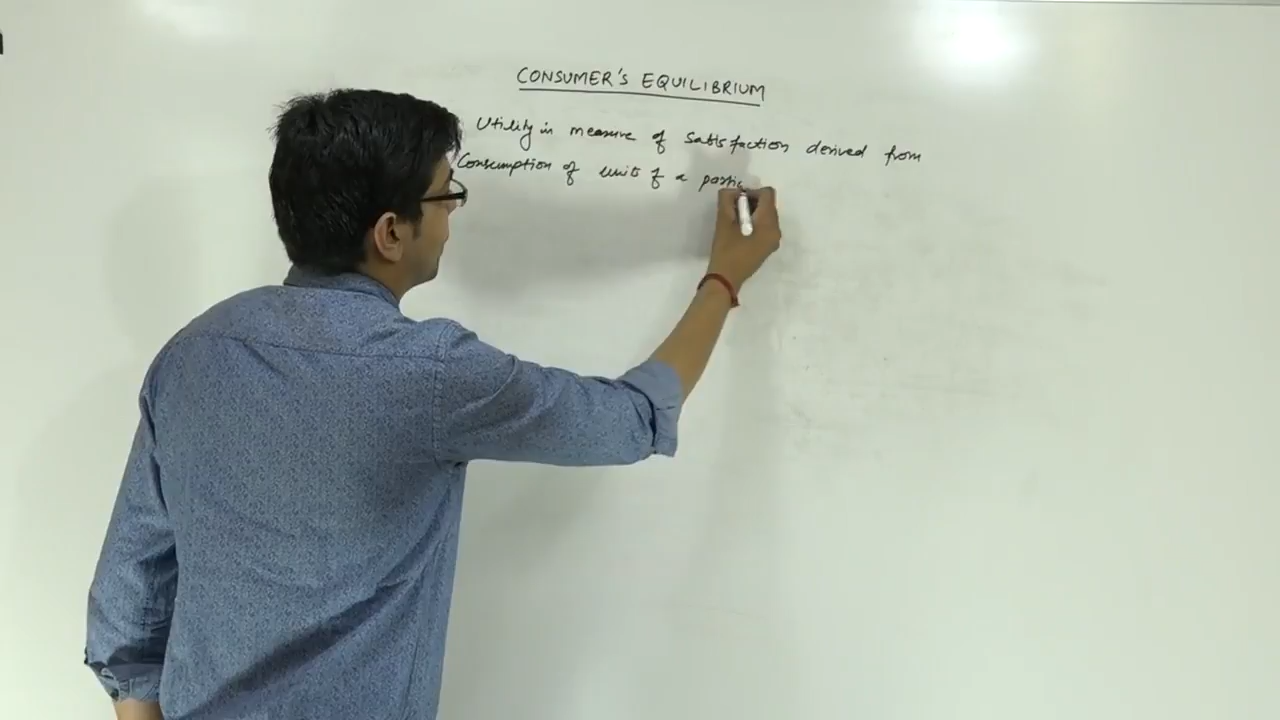 CONSUMER'S EQUILIBRIUM
Utility in measure of satisfaction derived from
Consumption of units of a